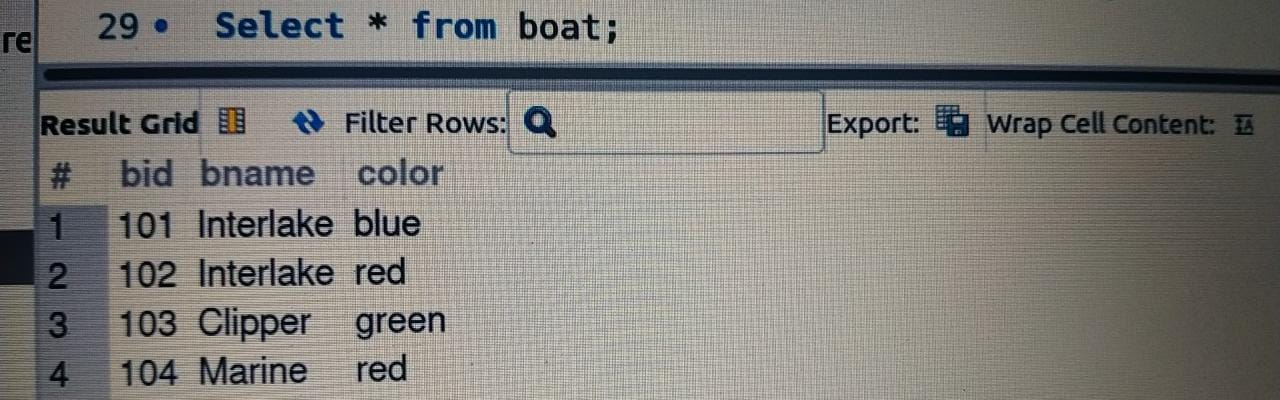 re
29 Select * from boat;
Result Grid Filter Rows: Export: Wrap Cell Content: IA
# bid bname color
1 101 Interlake blue
2 102 Interlake red
3 103 Clipper green
4 104 Marine red